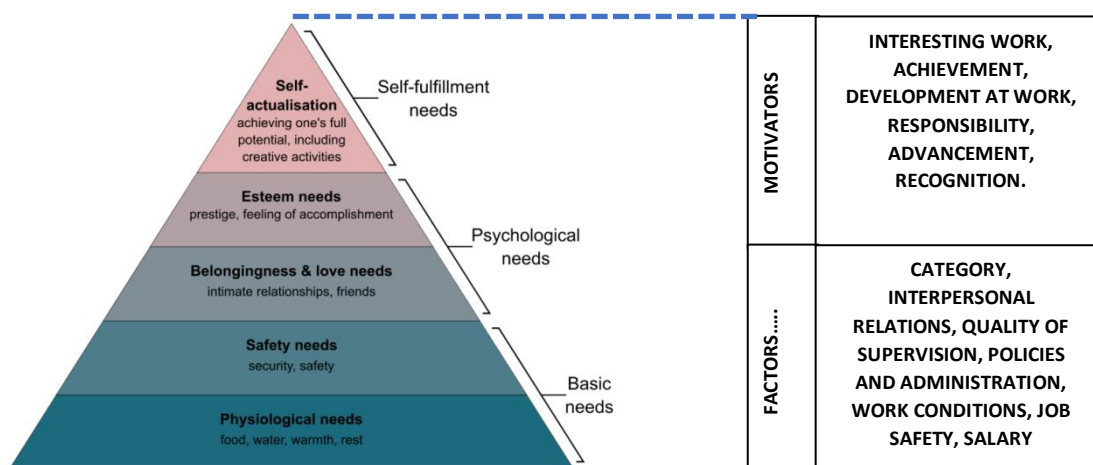 Self-
actualisation
achieving one's full
potential, including
creative activities
Self-fulfillment
needs
Esteem needs
prestige, feeling of accomplishment
Psychological
needs
Belongingness & love needs
intimate relationships, friends
Safety needs
security, safety
Basic
needs
Physiological needs
food, water, warmth, rest
MOTIVATORS
INTERESTING WORK,
ACHIEVEMENT,
DEVELOPMENT AT WORK,
RESPONSIBILITY,
ADVANCEMENT,
RECOGNITION.
FACTORS.....
CATEGORY,
INTERPERSONAL
RELATIONS, QUALITY OF
SUPERVISION, POLICIES
AND ADMINISTRATION,
WORK CONDITIONS, JOB
SAFETY, SALARY